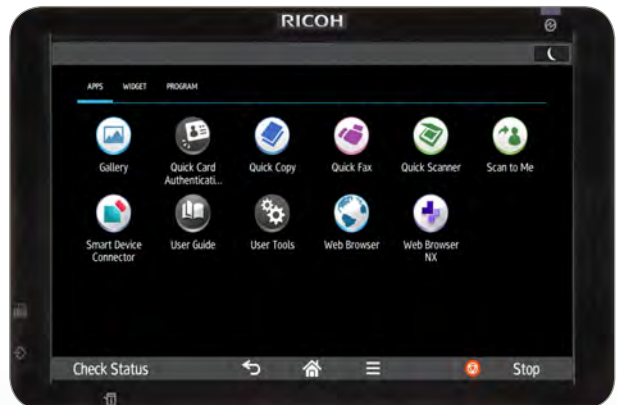 RICOH
APPS WIDGET PROGRAM
Gallery
Quick Card
Authenticati...
Quick Copy
Quick Fax
Quick Scanner
Scan to Me
Smart Device
Connector
User Guide
User Tools
Web Browser
Web Browser
NX
Check Status
Stop